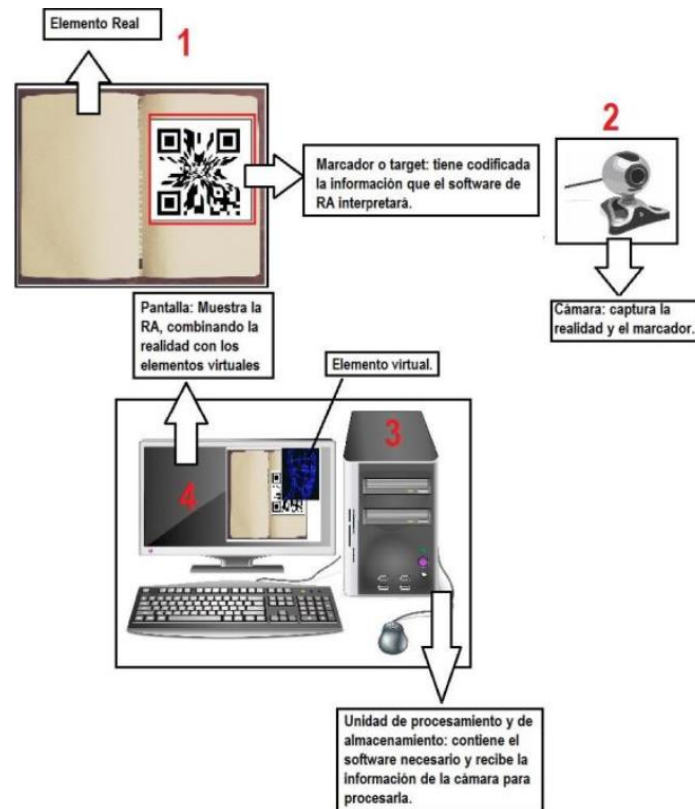 Elemento Real
1
2
Marcador o target: tiene codificada
la información que el software de
RA interpretará.
Cámara: captura la
realidad y el marcador.
Pantalla: Muestra la
RA, combinando la
realidad con los
elementos virtuales
Elemento virtual.
3
4
Unidad de procesamiento y de
almacenamiento: contiene el
software necesario y recibe la
información de la cámara para
procesarla.